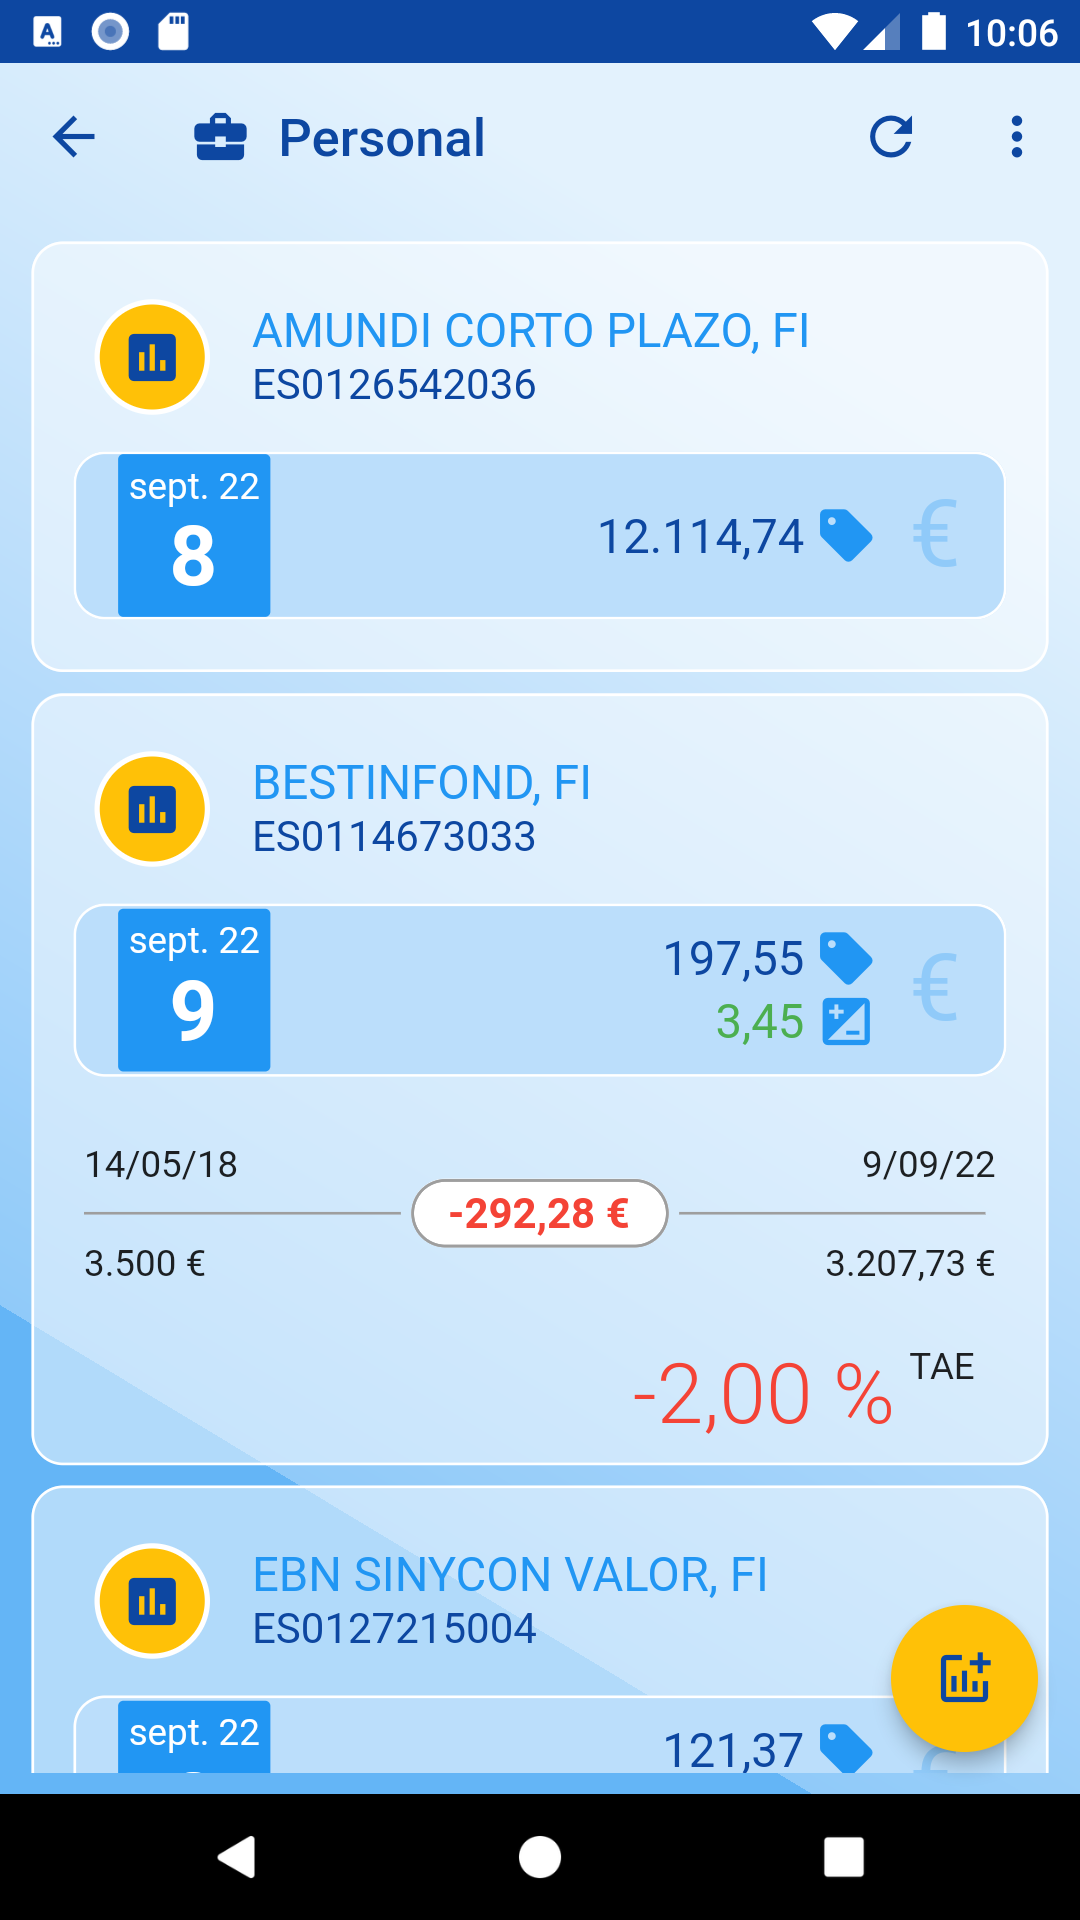 10:06
Personal
AMUNDI CORTO PLAZO, FI
ES0126542036
sept. 22
8
12.114,74
€
BESTINFOND, FI
ES0114673033
sept. 22
9
197,55
€
3,45
14/05/18
9/09/22
-292,28 €
3.500 €
3.207,73 €
-2,00 %
TAE
EBN SINYCON VALOR, FI
ES0127215004
sept. 22
121,37
€